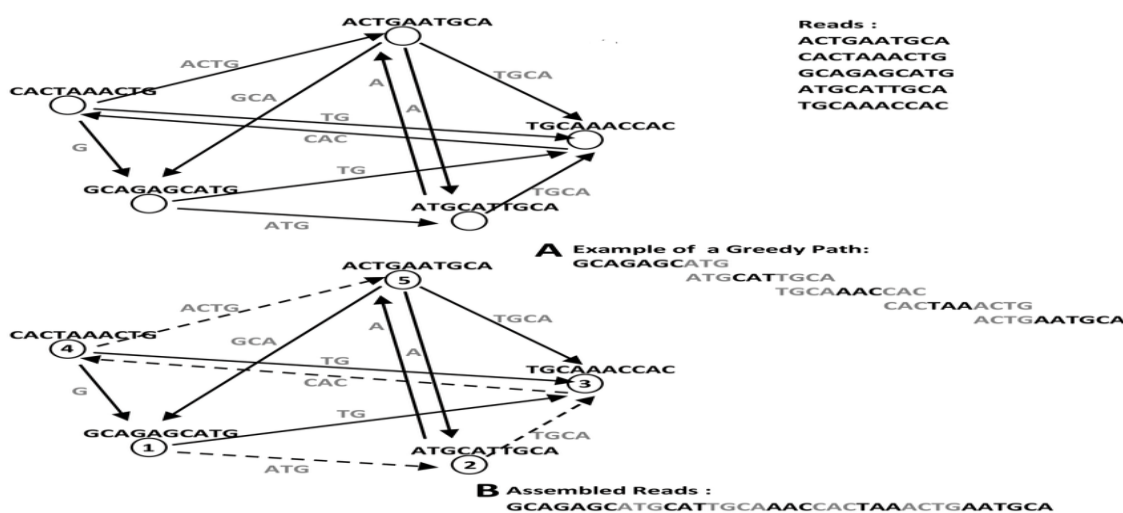 ACTGAATGCA
Reads :
ACTGAATGCA
CACTAAACTG
GCAGAGCATG
ATGCATTGCA
TGCAAACCAC
ACTG
TGCA
CACTAAACTG
GCA
A
A
TG
TGCAAACCAC
CAC
G
TG
GCAGAGCATG
TGCA
ATGCATTGCA
ATG
A Example of a Greedy Path:
GCAGAGCATG
ATGCATTGCA
TGCAAACCAC
CACTAAACTG
ACTGAATGCA
ACTGAATGCA
5
ACTG
TGCA
CACTAAACTG
4
GCA
A
A
TG
TGCAAACCAC
3
CAC
G
TG
GCAGAGCATG
1
TGCA
ATGCATTGCA
2
ATG
B Assembled Reads :
GCAGAGCATGCATTGCAAACCACTAAACTGAATGCA